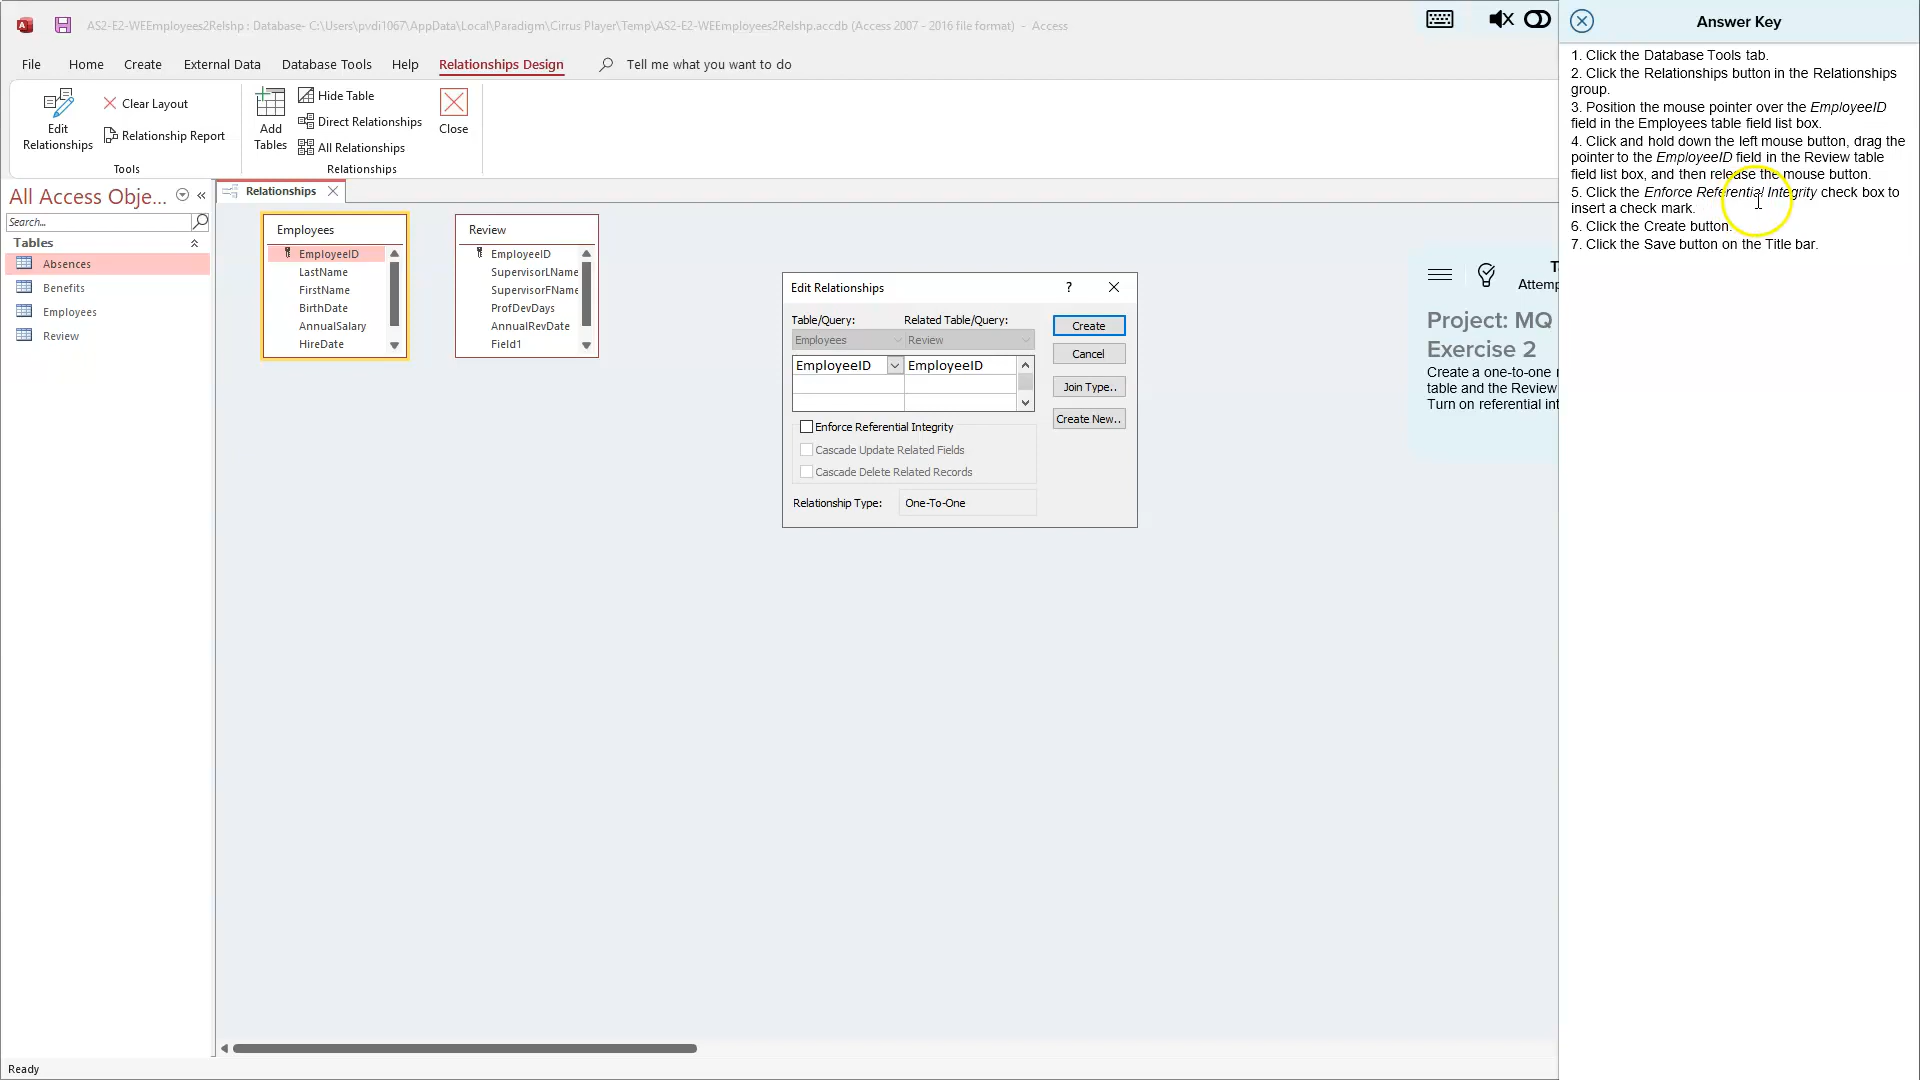 AS2-E2-WEEmployees2Relshp : Database- C:\Users\pvdi1067\AppData\Local\Paradigm\Cirrus Player\Temp\AS2-E2-WEEmployees2Relshp.accdb (Access 2007 - 2016 file format) - Access
File Home Create External Data Database Tools Help Relationships Design Tell me what you want to do
Edit
Relationships
Clear Layout
Relationship Report
Tools
Add
Tables
Hide Table
Direct Relationships
All Relationships
Close
Relationships
All Access Obje...
Search...
Tables
Absences
Benefits
Employees
Review
Relationships
Employees
EmployeeID
LastName
FirstName
BirthDate
AnnualSalary
HireDate
Review
EmployeeID
SupervisorLName
SupervisorFName
ProfDevDays
AnnualRevDate
Field1
Edit Relationships ?
Table/Query: Related Table/Query:
Employees Review
EmployeeID EmployeeID
Enforce Referential Integrity
Cascade Update Related Fields
Cascade Delete Related Records
Relationship Type: One-To-One
Create
Cancel
Join Type..
Create New..
T
Attemp
Project: MQ
Exercise 2
Create a one-to-one
table and the Review
Turn on referential int
Answer Key
1. Click the Database Tools tab.
2. Click the Relationships button in the Relationships
group.
3. Position the mouse pointer over the EmployeeID
field in the Employees table field list box.
4. Click and hold down the left mouse button, drag the
pointer to the EmployeeID field in the Review table
field list box, and then release the mouse button.
5. Click the Enforce Referential Integrity check box to
insert a check mark.
6. Click the Create button.
7. Click the Save button on the Title bar.
Ready